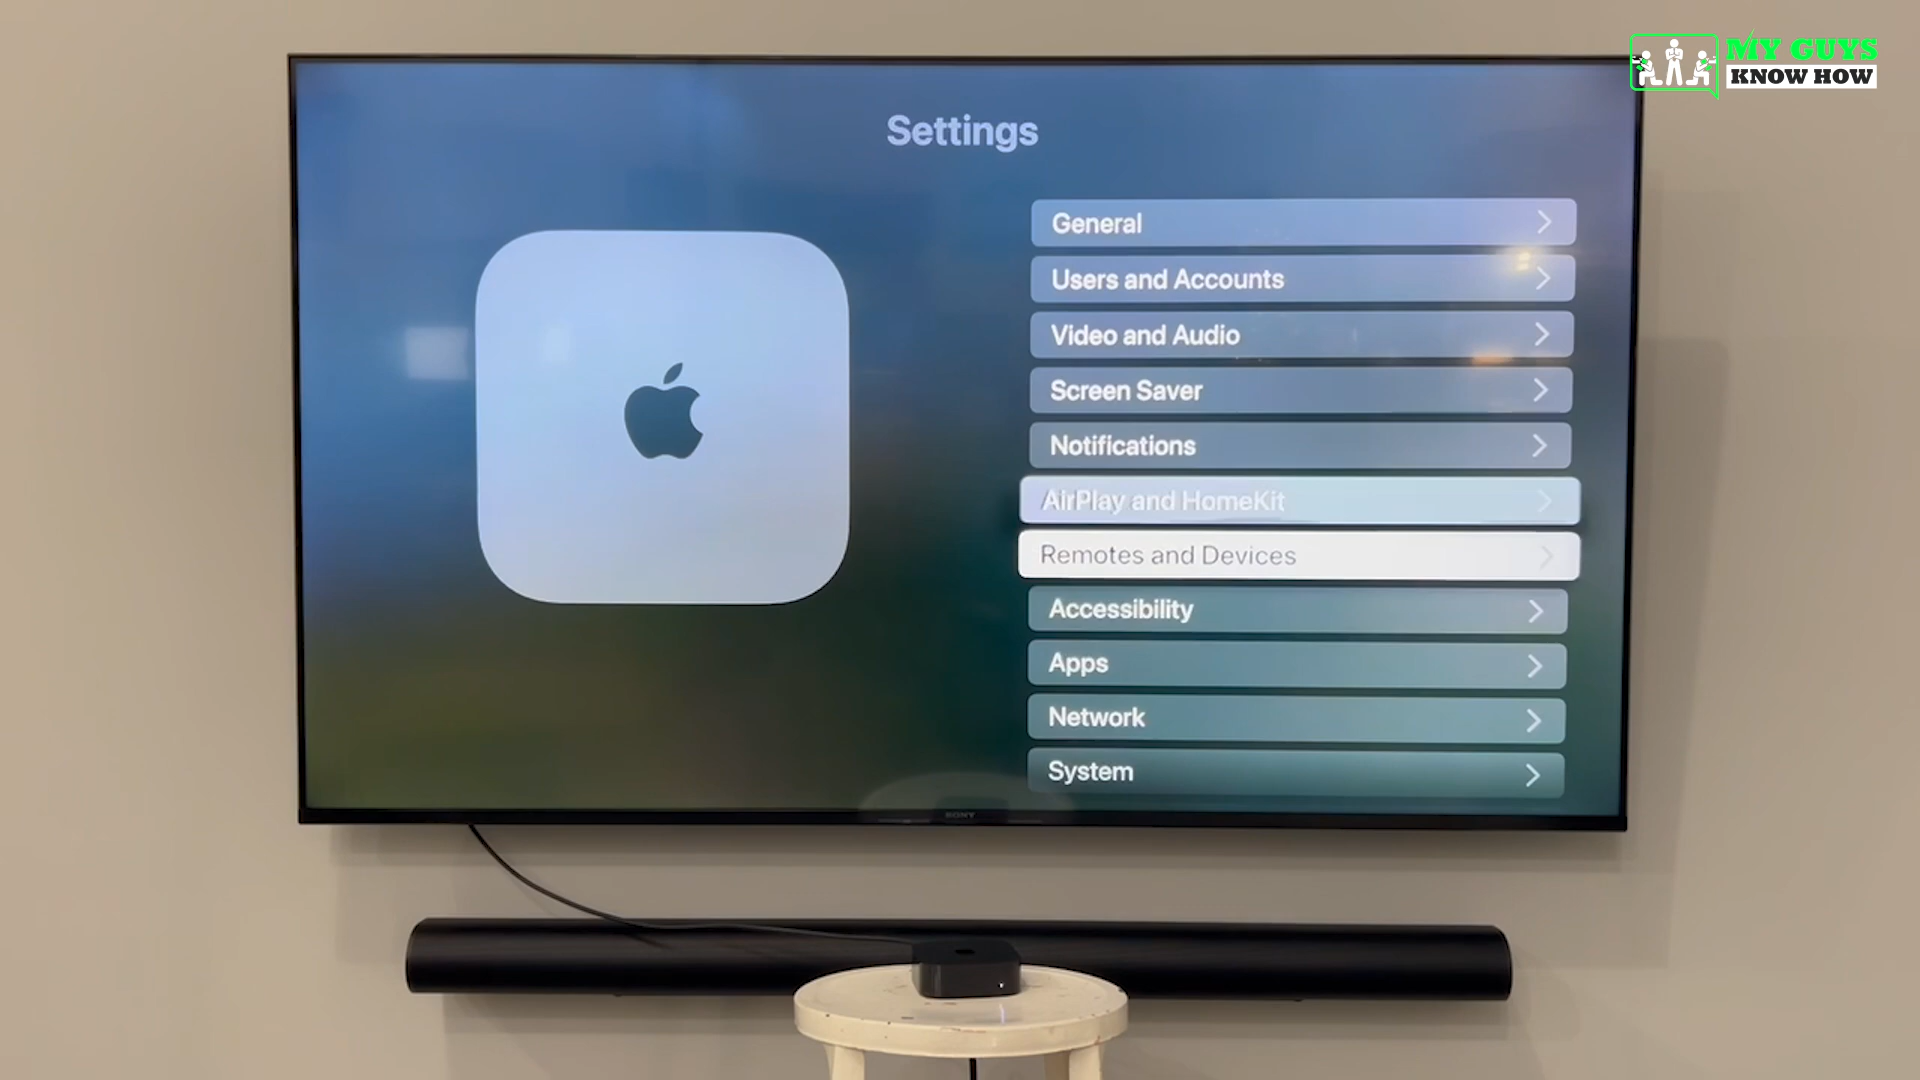 MY GUYS
KNOW HOW
Settings
General
Users and Accounts
Video and Audio
Screen Saver
Notifications
AirPlay and HomeKit
Remotes and Devices
Accessibility
Apps
Network
System
SONY